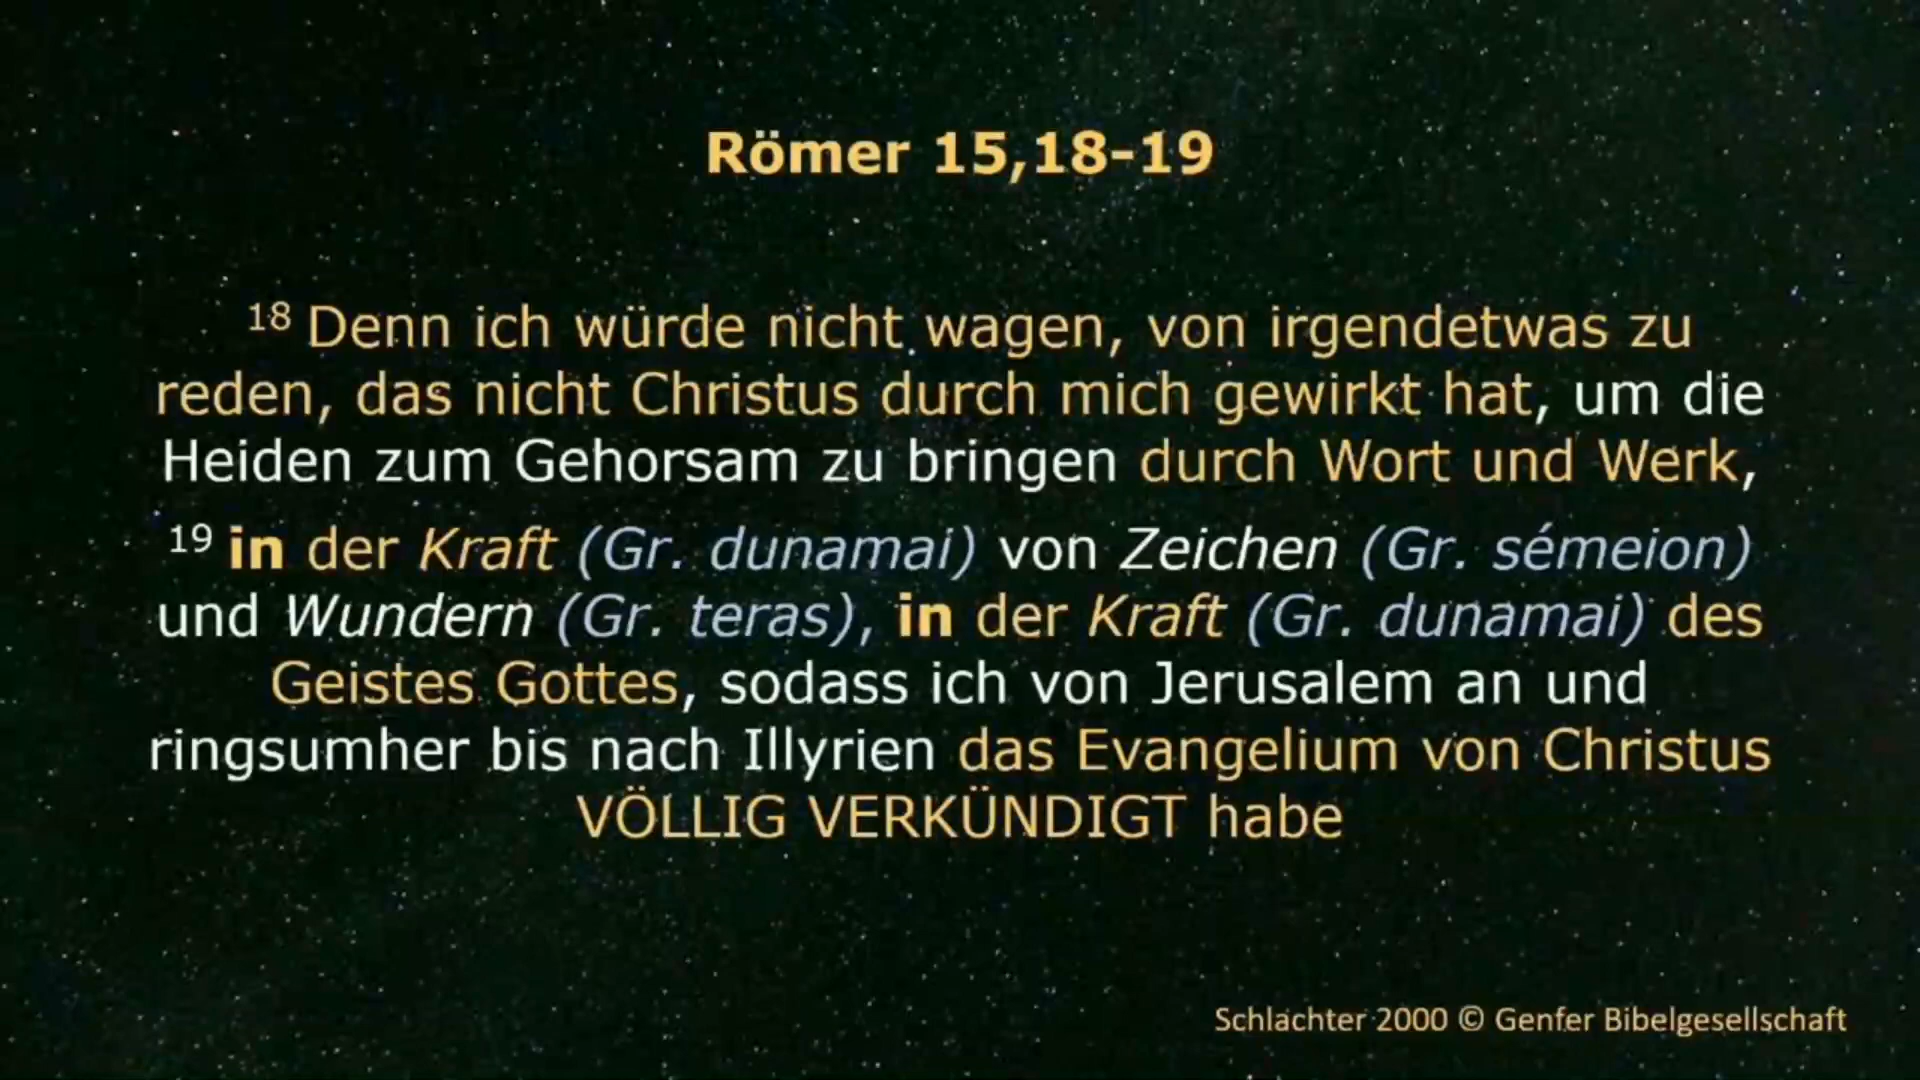 Römer 15,18-19
18 Denn ich würde nicht wagen, von irgendetwas zu
reden, das nicht Christus durch mich gewirkt hat, um die
Heiden zum Gehorsam zu bringen durch Wort und Werk,
19 in der Kraft (Gr. dunamai) von Zeichen (Gr. sémeion)
und Wundern (Gr. teras), in der Kraft (Gr. dunamai) des
Geistes Gottes, sodass ich von Jerusalem an und
ringsumher bis nach Illyrien das Evangelium von Christus
VÖLLIG VERKÜNDIGT habe
Schlachter 2000 © Genfer Bibelgesellschaft